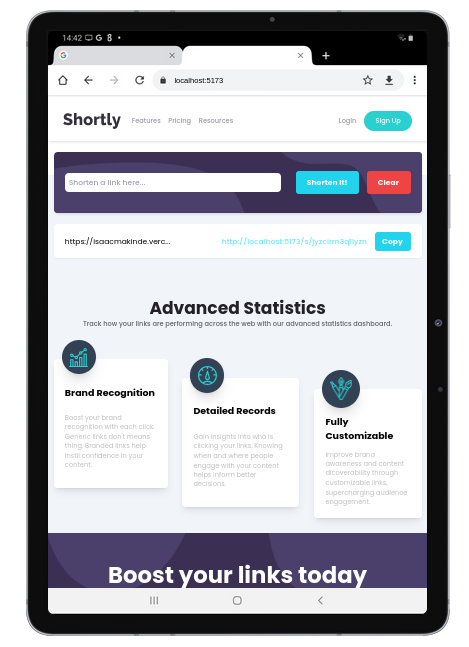 14:42 G 8 •
G
localhost:5173
Shortly Features Pricing Resources Login Sign Up
Shorten a link here... Shorten It! Clear
https://isaacmakinde.verc... http://localhost:5173/s/jyzcirm3qllyzn Copy
Advanced Statistics
Track how your links are performing across the web with our advanced statistics dashboard.
Brand Recognition
Boost your brand
recognition with each click.
Generic links don't means
thing. Branded links help
instil confidence in your
content.
Detailed Records
Gain insights into who is
clicking your links. Knowing
when and where people
engage with your content
helps inform better
decisions.
Fully
Customizable
Improve brand
awareness and content
dicoverability through
customizable links,
supercharging audience
engagement.
Boost your links today